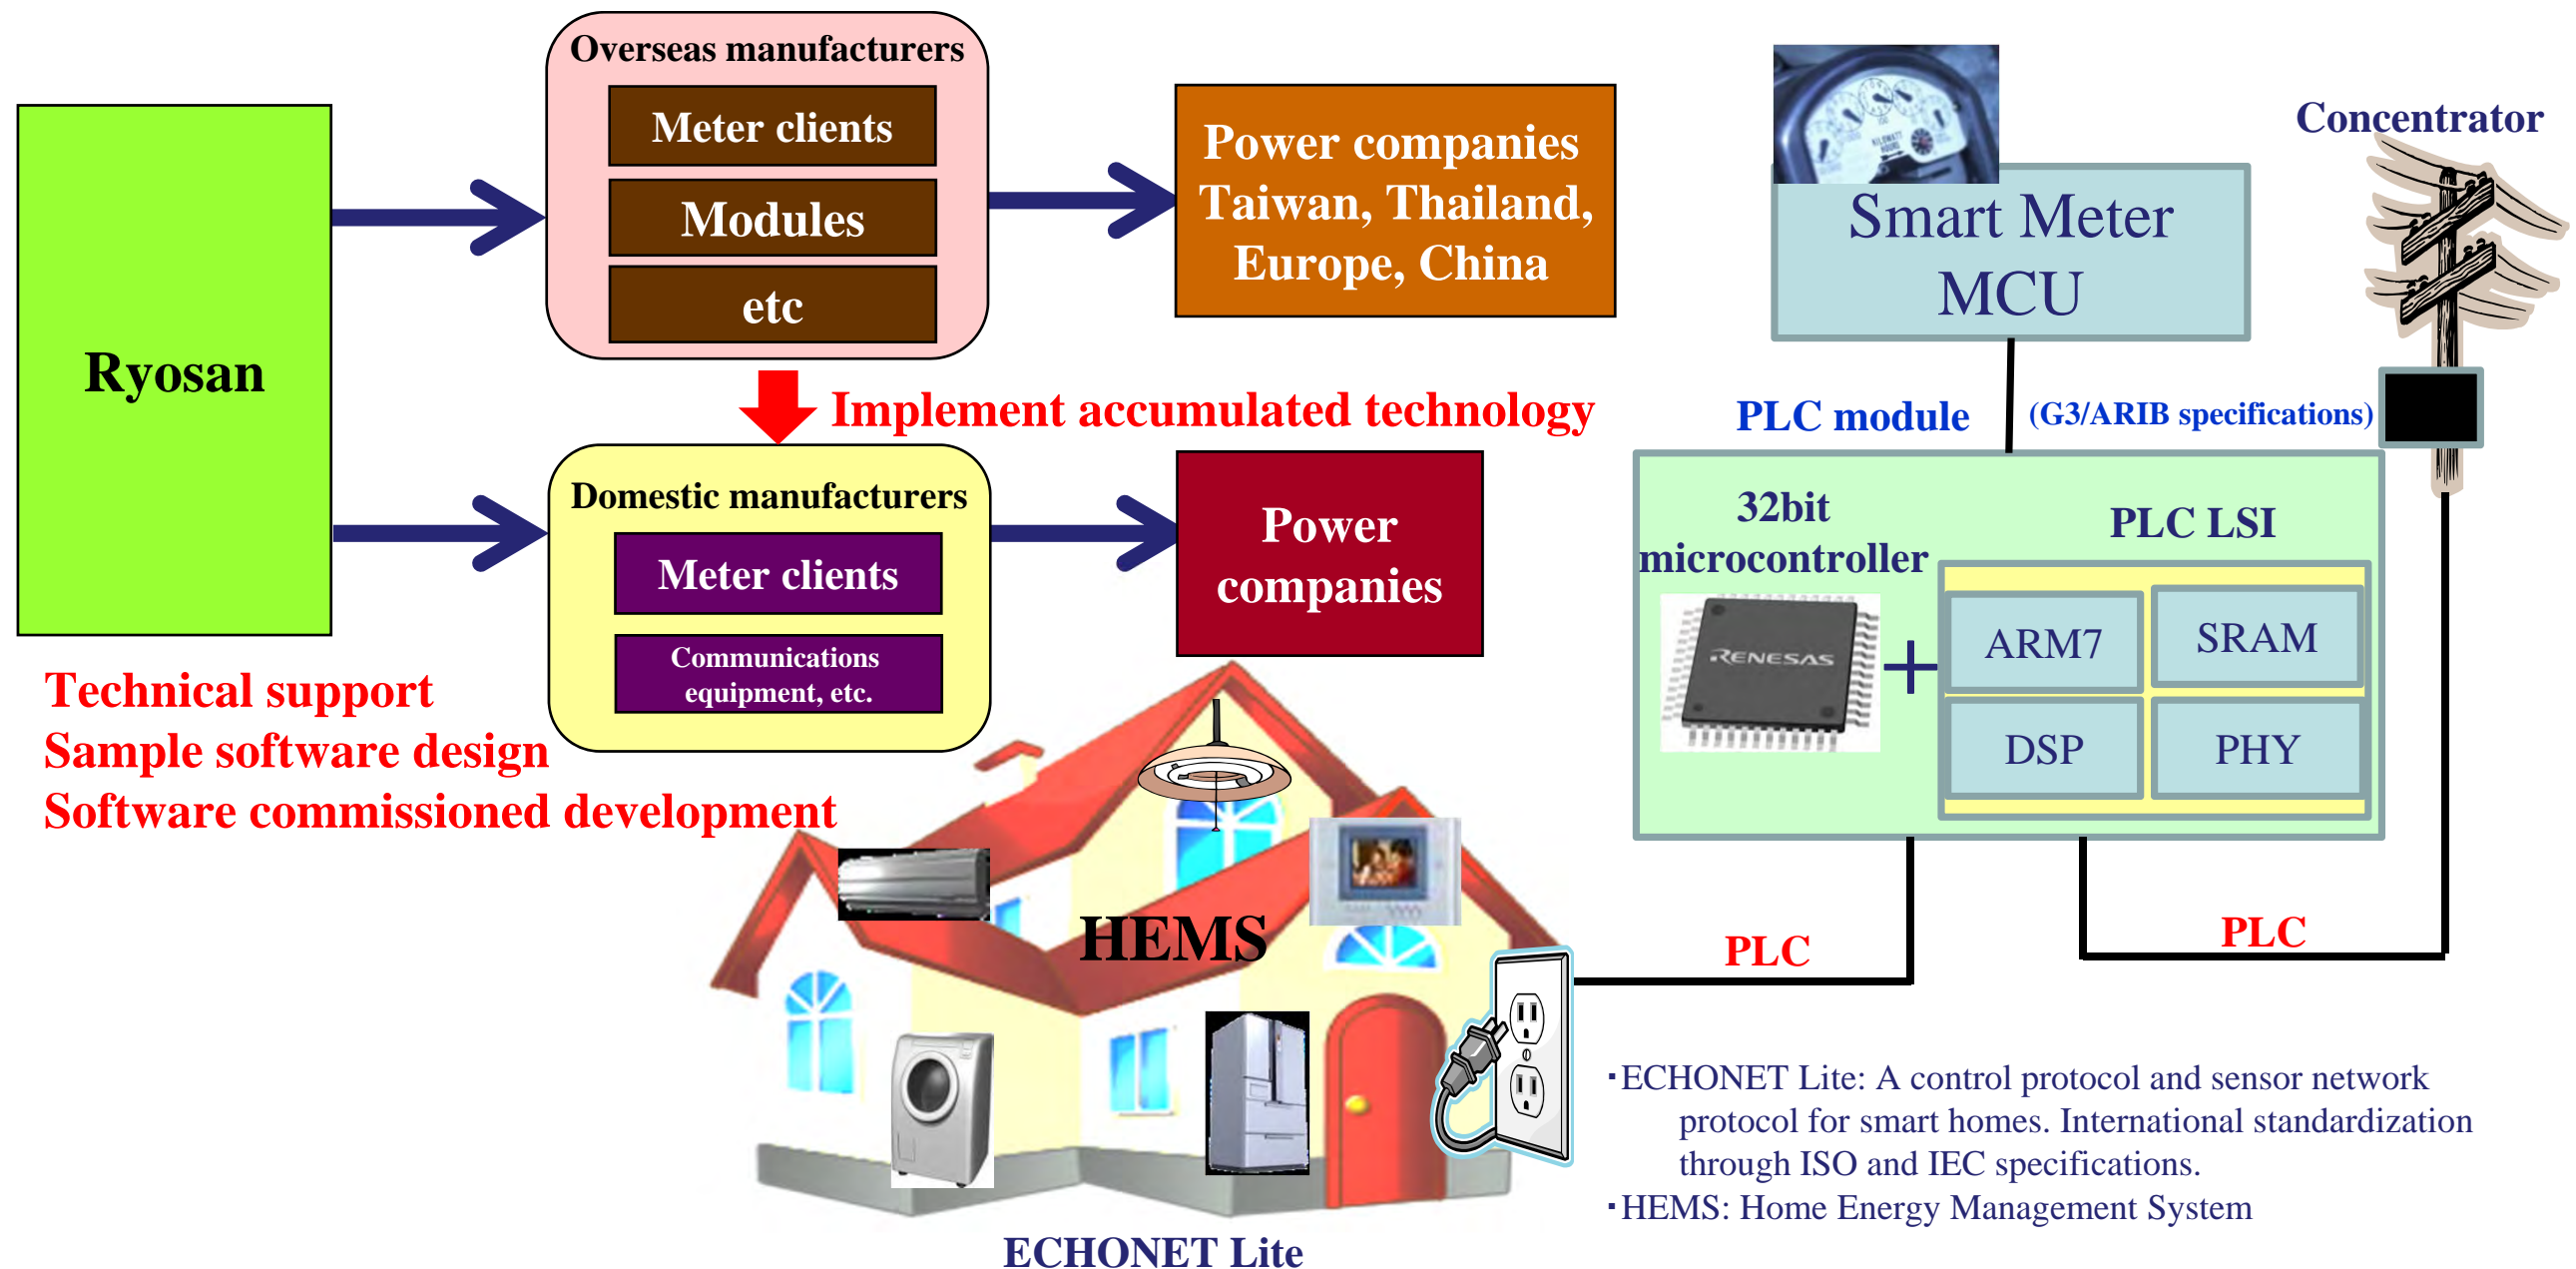 Overseas manufacturers
Meter clients
Modules
etc
Ryosan
Power companies
Taiwan, Thailand,
Europe, China
Implement accumulated technology
Domestic manufacturers
Meter clients
Communications
equipment, etc.
Power
companies
Technical support
Sample software design
Software commissioned development
HEMS
ECHONET Lite
KILOWATT
HOURS
Smart Meter
MCU
Concentrator
PLC module
(G3/ARIB specifications)
32bit
microcontroller
RENESAS
+
PLC LSI
ARM7
SRAM
DSP
PHY
PLC
PLC
・ECHONET Lite: A control protocol and sensor network
protocol for smart homes. International standardization
through ISO and IEC specifications.
・HEMS: Home Energy Management System